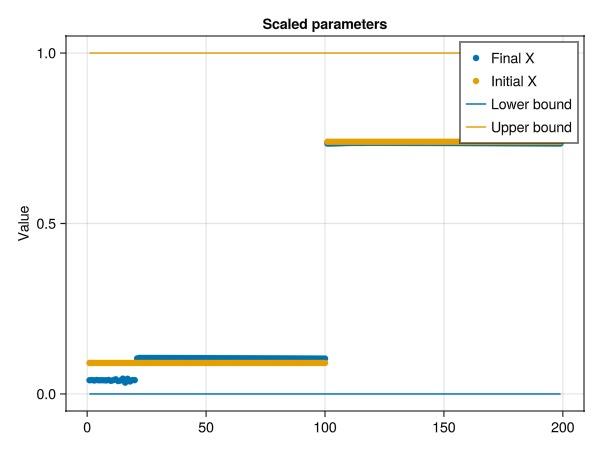 Scaled parameters
1.0
Final X
Initial X
Lower bound
Upper bound
Value
0.5
0.0
0
50
100
150
200